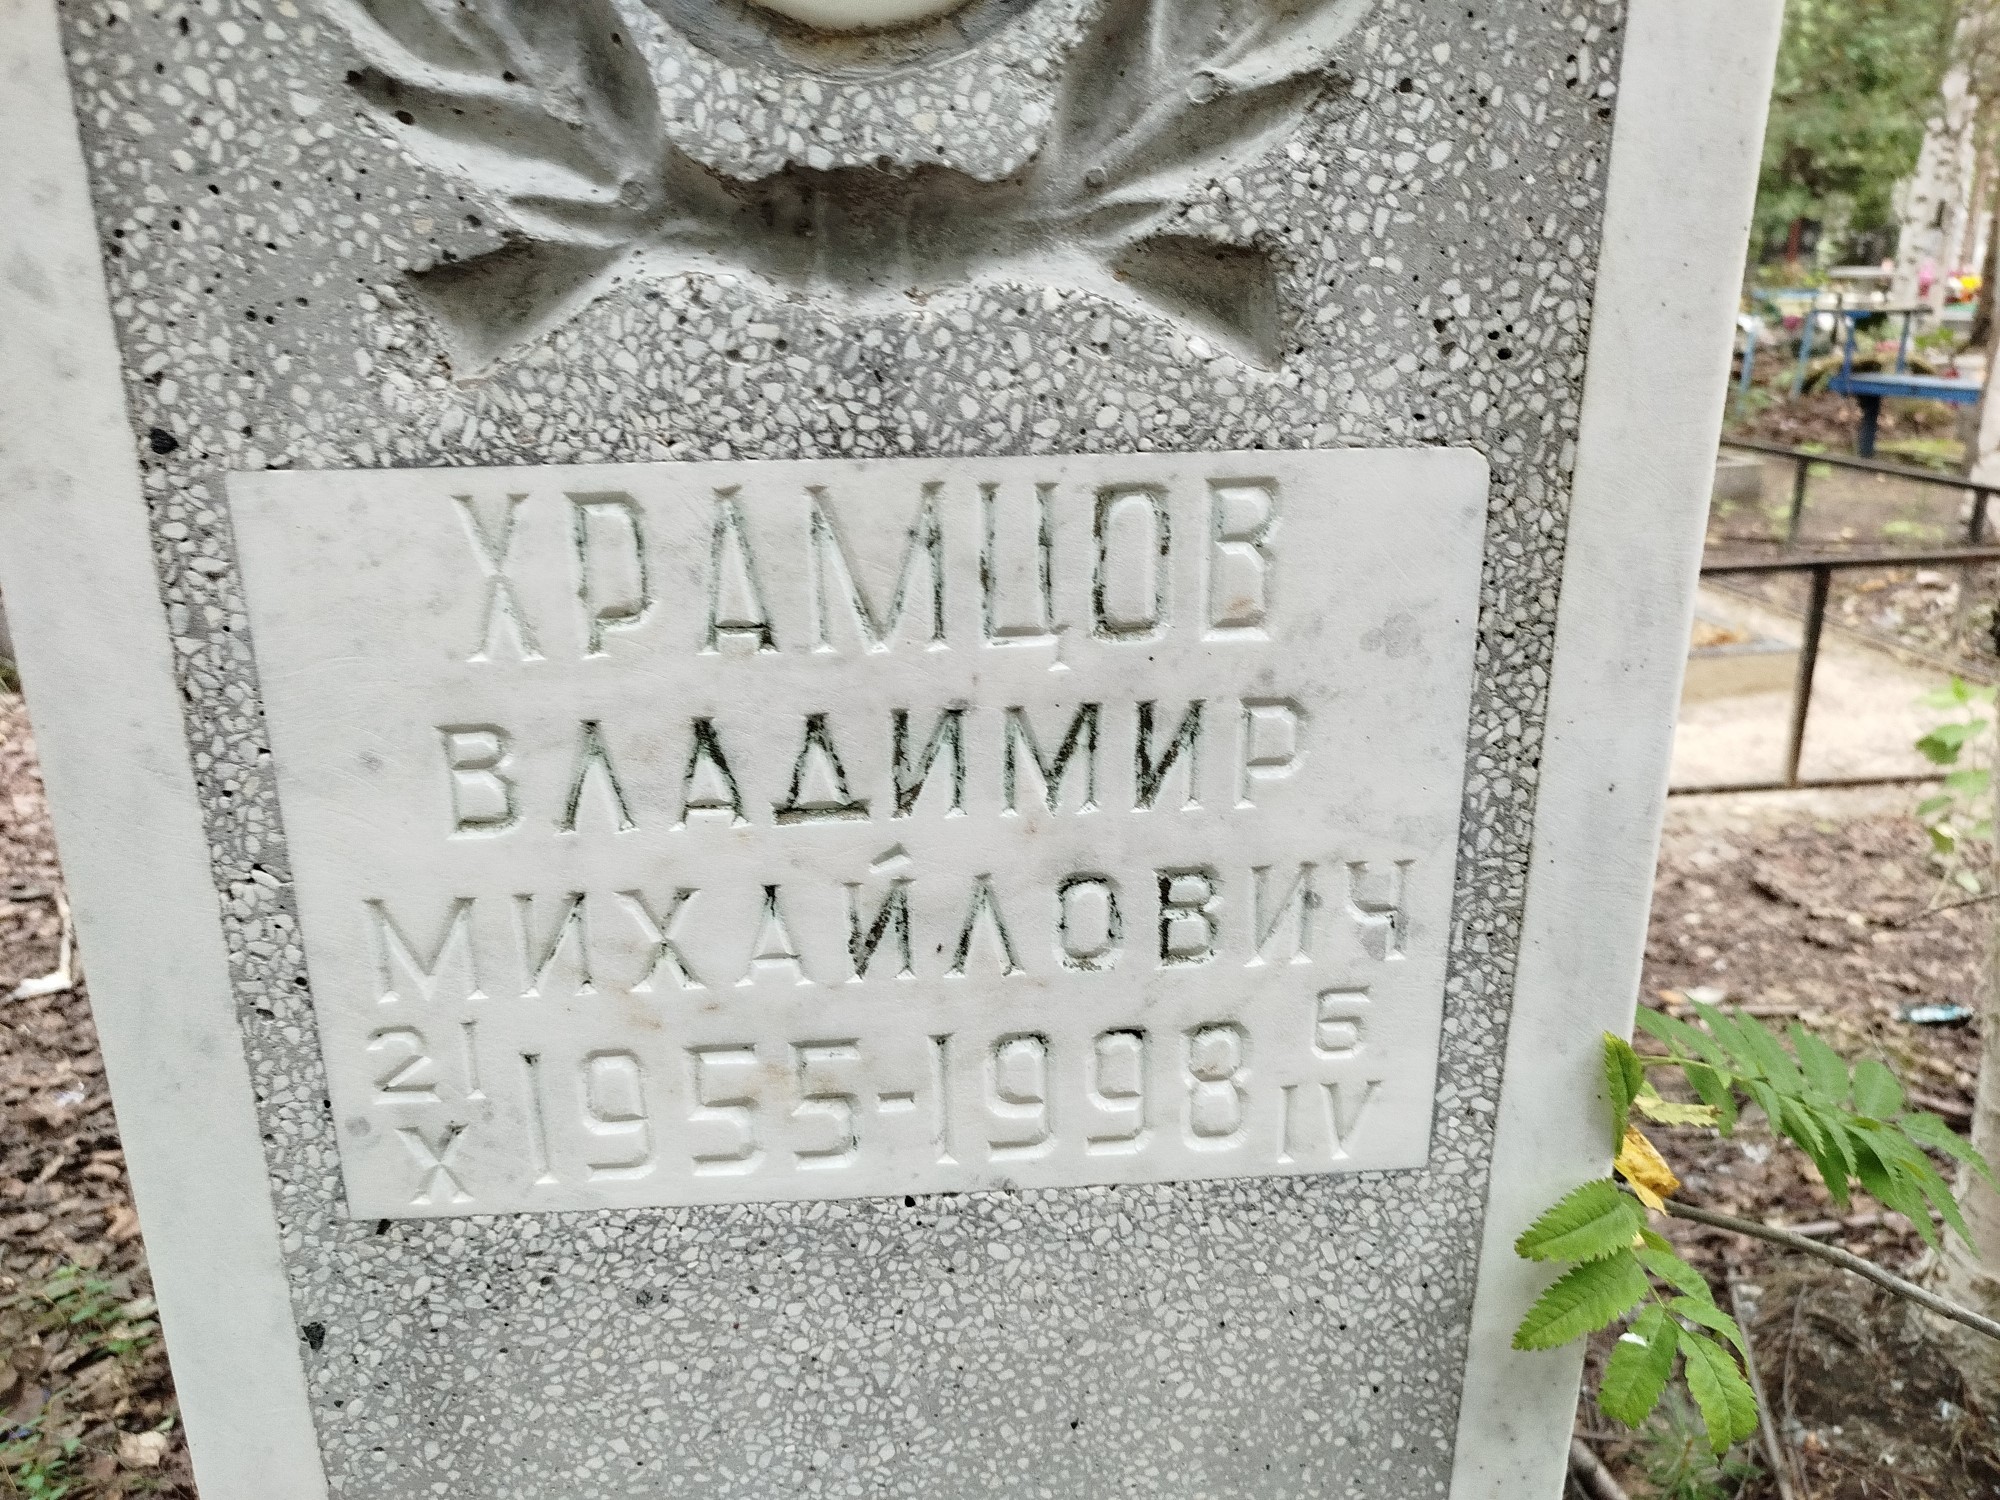 ХРАМЦОВ
ВЛАДИМИР
МИХАЙЛОВИЧ
21 X 1955-1998 6 IV